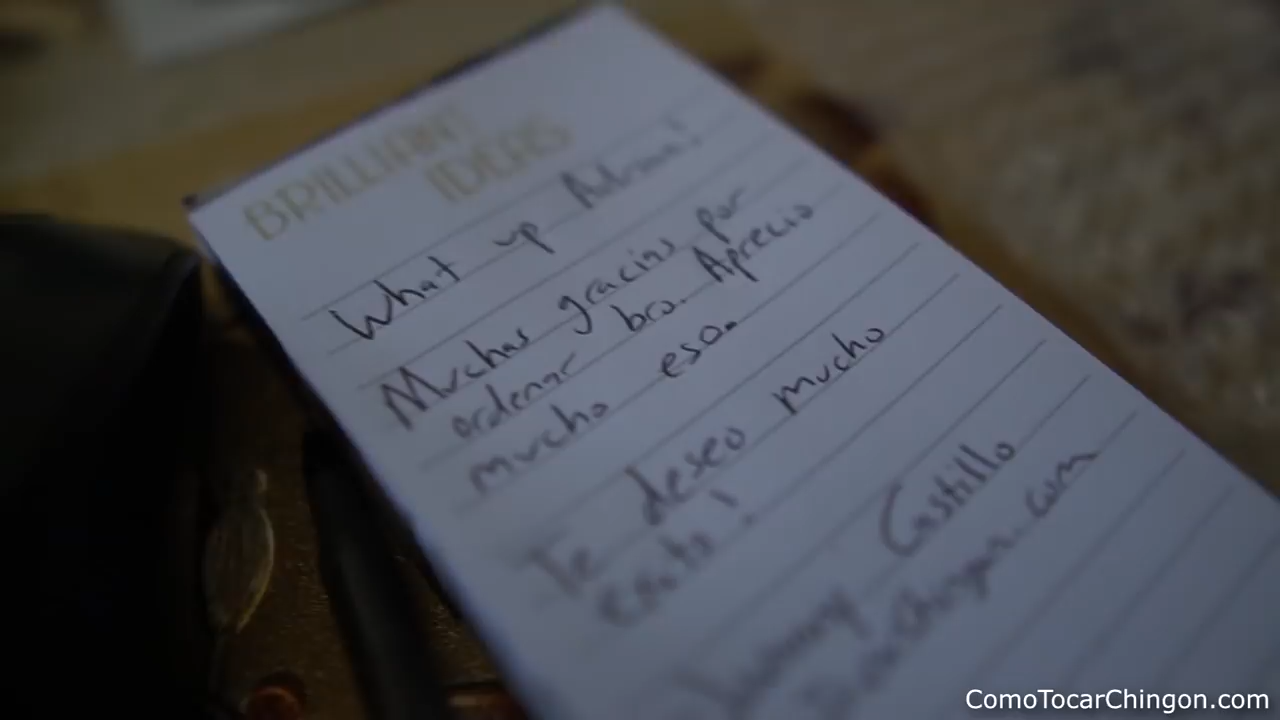 BRILLIANT
IDEAS
What up Adrian!
Muchas gracias por
ordenar bro. Aprecio
mucho eso.
Te deseo mucho
exito!
Castillo
ComoTocarChingon.com